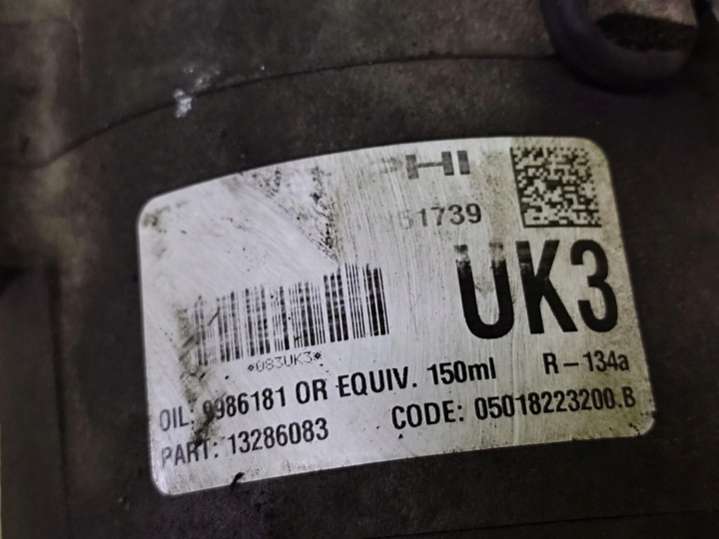 PHI
51739
UK3
*083UK3*
OIL: 9986181 OR EQUIV. 150ml R-134a
PART: 13286083 CODE: 05018223200.B